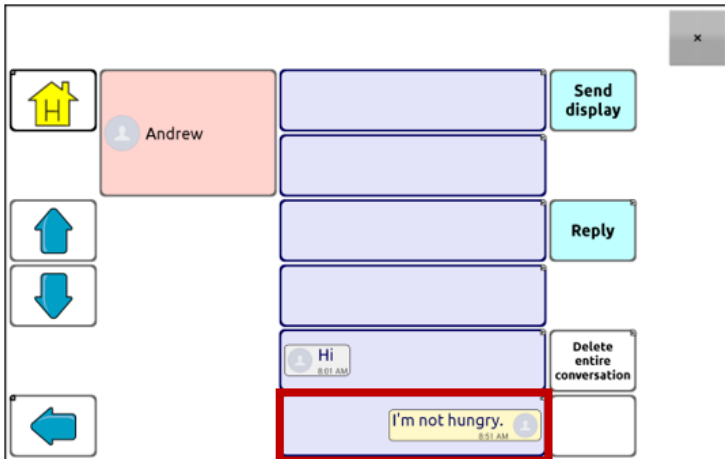 ×
H
Andrew
Send
display
Reply
Hi
8:01 AM
Delete
entire
conversation
I'm not hungry.
8:51 AM